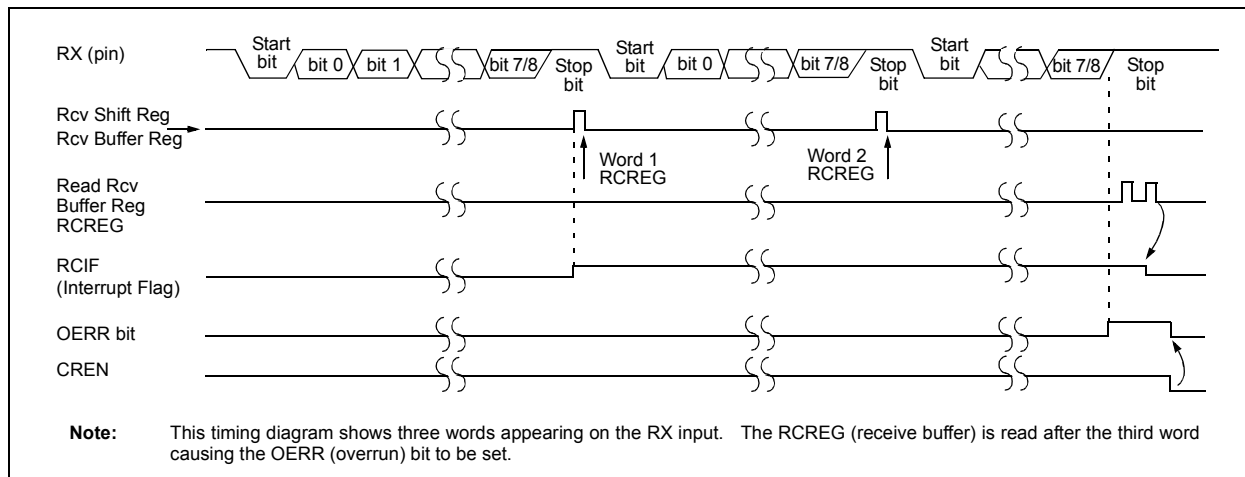 RX (pin)
Start bit
bit 0
bit 1
bit 7/8
Stop bit
Start bit
bit 0
bit 7/8
Stop bit
Start bit
bit 7/8
Stop bit
Rcv Shift Reg
Rcv Buffer Reg
Word 1
RCREG
Word 2
RCREG
Read Rcv
Buffer Reg
RCREG
RCIF
(Interrupt Flag)
OERR bit
CREN
Note: This timing diagram shows three words appearing on the RX input. The RCREG (receive buffer) is read after the third word
causing the OERR (overrun) bit to be set.